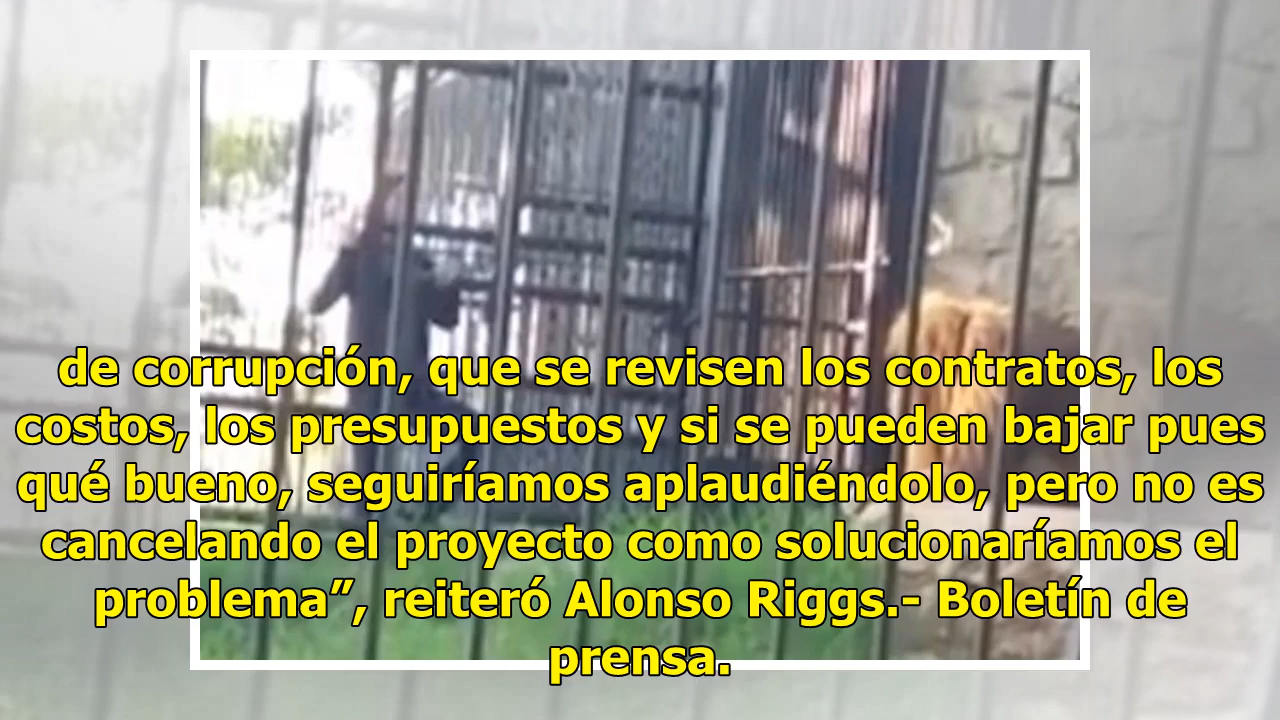 de corrupción, que se revisen los contratos, los
costos, los presupuestos y si se pueden bajar pues
qué bueno, seguiríamos aplaudiéndolo, pero no es
cancelando el proyecto como solucionaríamos el
problema”, reiteró Alonso Riggs.- Boletín de
prensa.